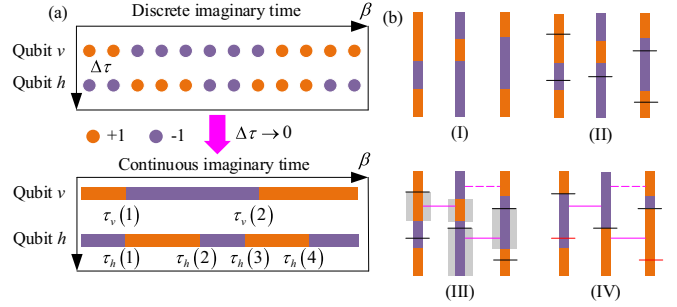 (a)
Discrete imaginary time
β
Qubit v
Δτ
Qubit h
+1
-1
Δτ → 0
Continuous imaginary time
β
Qubit v
τv(1)
τv(2)
Qubit h
τh(1)
τh(2)
τh(3)
τh(4)
(b)
(I)
(II)
(III)
(IV)